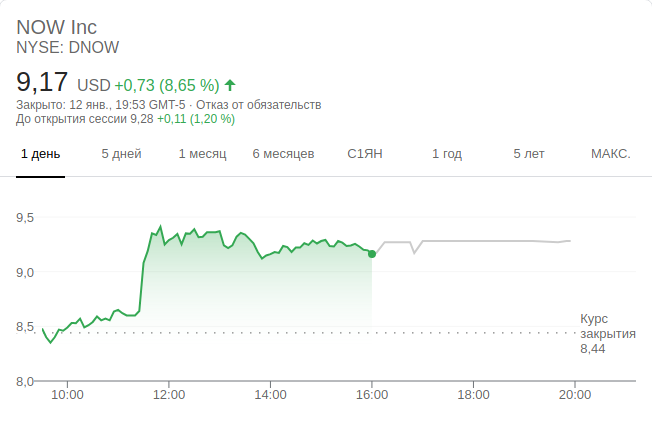 NOW Inc
NYSE: DNOW
9,17 USD +0,73 (8,65 %)
Закрыто: 12 янв., 19:53 GMT-5 · Отказ от обязательств
До открытия сессии 9,28 +0,11 (1,20 %)
1 день 5 дней 1 месяц 6 месяцев С1ЯН 1 год 5 лет МАКС.
9,5
9,0
8,5
Курс
закрытия
8,44
8,0
10:00 12:00 14:00 16:00 18:00 20:00